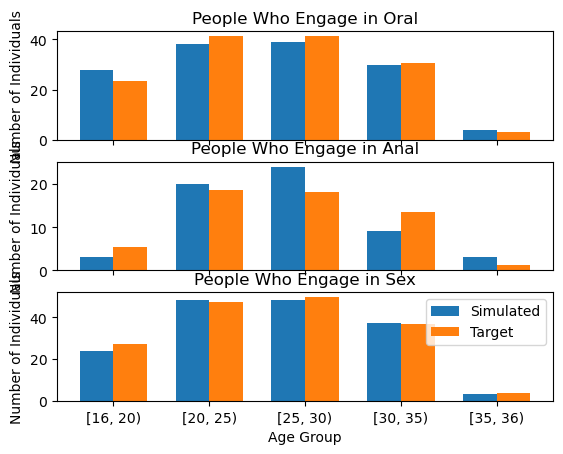 People Who Engage in Oral
Number of Individuals
40
20
0
People Who Engage in Anal
Number of Individuals
20
10
0
People Who Engage in Sex
Number of Individuals
40
20
0
Simulated
Target
[16, 20) [20, 25) [25, 30) [30, 35) [35, 36)
Age Group